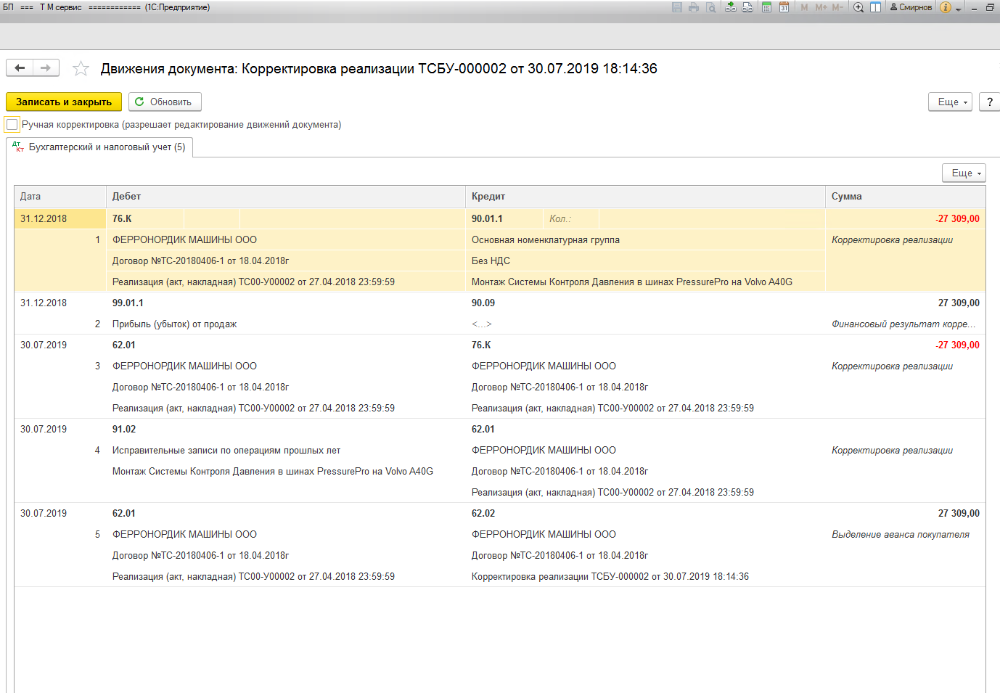 БП === Т М сервис ============ (1С:Предприятие) M M+ M- Смирнов
Движения документа: Корректировка реализации ТСБУ-000002 от 30.07.2019 18:14:36
Записать и закрыть Обновить Еще ?
Ручная корректировка (разрешает редактирование движений документа)
Дт Кт Бухгалтерский и налоговый учет (5)
Еще
Дата Дебет Кредит Сумма
31.12.2018 76.К 90.01.1 Кол.: -27 309,00
1 ФЕРРОНОРДИК МАШИНЫ ООО Основная номенклатурная группа Корректировка реализации
Договор №ТС-20180406-1 от 18.04.2018г Без НДС
Реализация (акт, накладная) ТС00-У00002 от 27.04.2018 23:59:59 Монтаж Системы Контроля Давления в шинах PressurePro на Volvo A40G
31.12.2018 99.01.1 90.09 27 309,00
2 Прибыль (убыток) от продаж <...> Финансовый результат корре...
30.07.2019 62.01 76.К -27 309,00
3 ФЕРРОНОРДИК МАШИНЫ ООО ФЕРРОНОРДИК МАШИНЫ ООО Корректировка реализации
Договор №ТС-20180406-1 от 18.04.2018г Договор №ТС-20180406-1 от 18.04.2018г
Реализация (акт, накладная) ТС00-У00002 от 27.04.2018 23:59:59 Реализация (акт, накладная) ТС00-У00002 от 27.04.2018 23:59:59
30.07.2019 91.02 62.01
4 Исправительные записи по операциям прошлых лет ФЕРРОНОРДИК МАШИНЫ ООО Корректировка реализации
Монтаж Системы Контроля Давления в шинах PressurePro на Volvo A40G Договор №ТС-20180406-1 от 18.04.2018г
Реализация (акт, накладная) ТС00-У00002 от 27.04.2018 23:59:59
30.07.2019 62.01 62.02 27 309,00
5 ФЕРРОНОРДИК МАШИНЫ ООО ФЕРРОНОРДИК МАШИНЫ ООО Выделение аванса покупателя
Договор №ТС-20180406-1 от 18.04.2018г Договор №ТС-20180406-1 от 18.04.2018г
Реализация (акт, накладная) ТС00-У00002 от 27.04.2018 23:59:59 Корректировка реализации ТСБУ-000002 от 30.07.2019 18:14:36